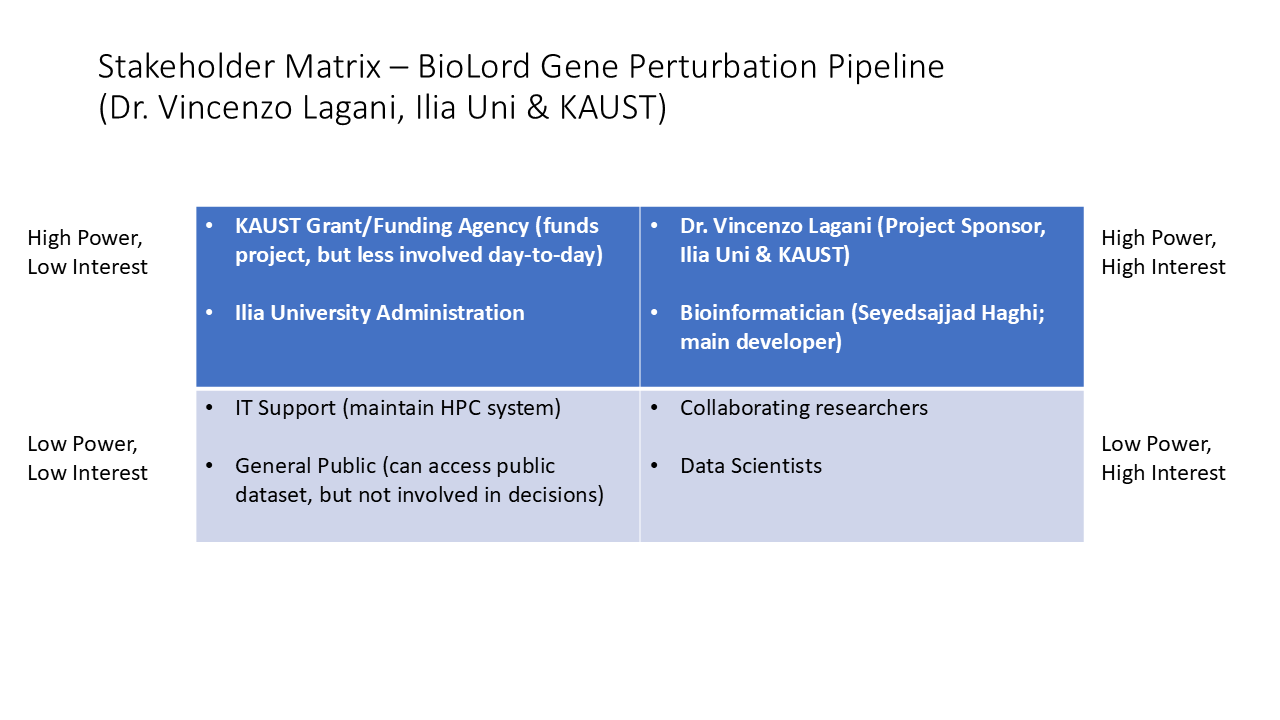 Stakeholder Matrix – BioLord Gene Perturbation Pipeline
(Dr. Vincenzo Lagani, Ilia Uni & KAUST)
High Power,
Low Interest
• KAUST Grant/Funding Agency (funds
project, but less involved day-to-day)
• Ilia University Administration
• Dr. Vincenzo Lagani (Project Sponsor,
Ilia Uni & KAUST)
• Bioinformatician (Seyedsajjad Haghi;
main developer)
High Power,
High Interest
Low Power,
Low Interest
• IT Support (maintain HPC system)
• General Public (can access public
dataset, but not involved in decisions)
• Collaborating researchers
• Data Scientists
Low Power,
High Interest